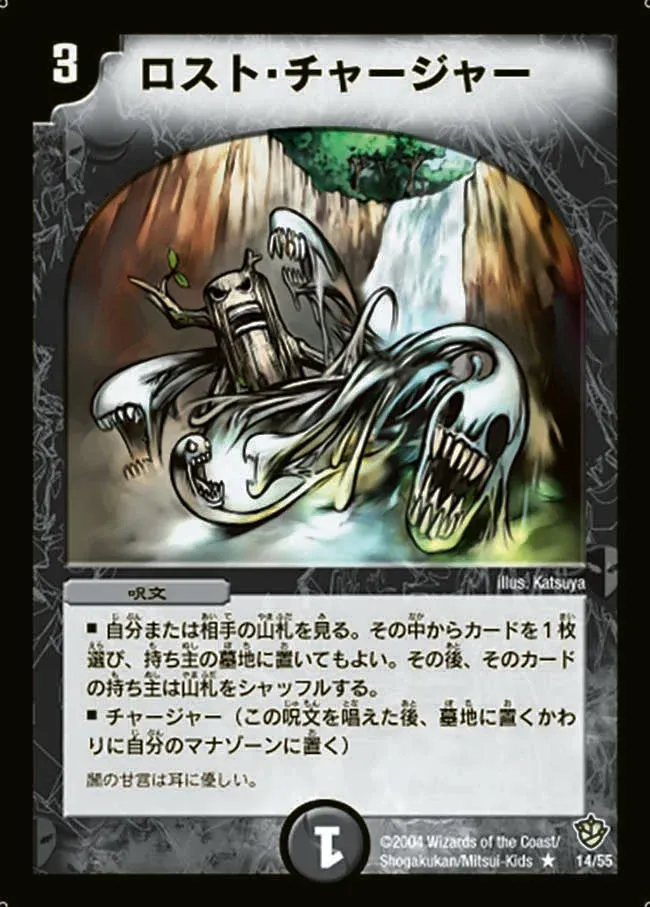 3
ロスト・チャージャー
illus. Katsuya
呪文
■ 自分または相手の山札を見る。その中からカードを1枚
選び、持ち主の墓地に置いてもよい。その後、そのカード
の持ち主は山札をシャッフルする。
■ チャージャー（この呪文を唱えた後、墓地に置くかわ
りに自分のマナゾーンに置く）
闇の甘言は耳に優しい。
1
©2004 Wizards of the Coast/
Shogakukan/Mitsui-Kids ★ 14/55